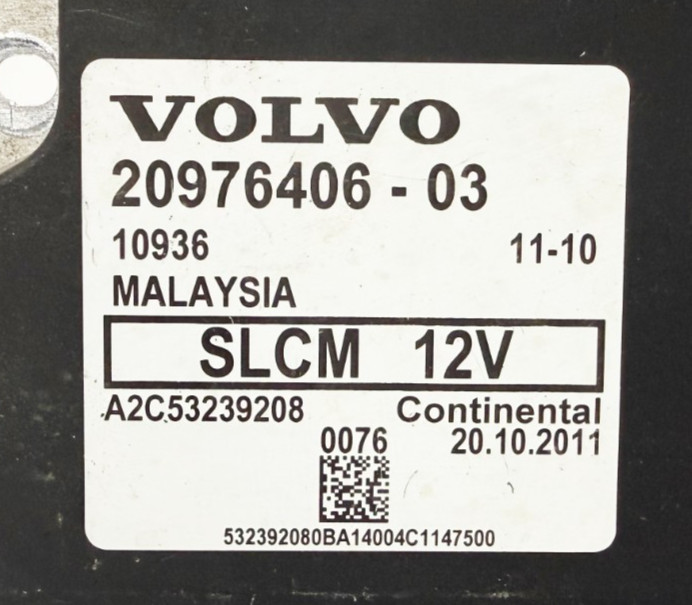 VOLVO
20976406 - 03
10936 11-10
MALAYSIA
SLCM 12V
A2C53239208 Continental
0076 20.10.2011
532392080BA14004C1147500